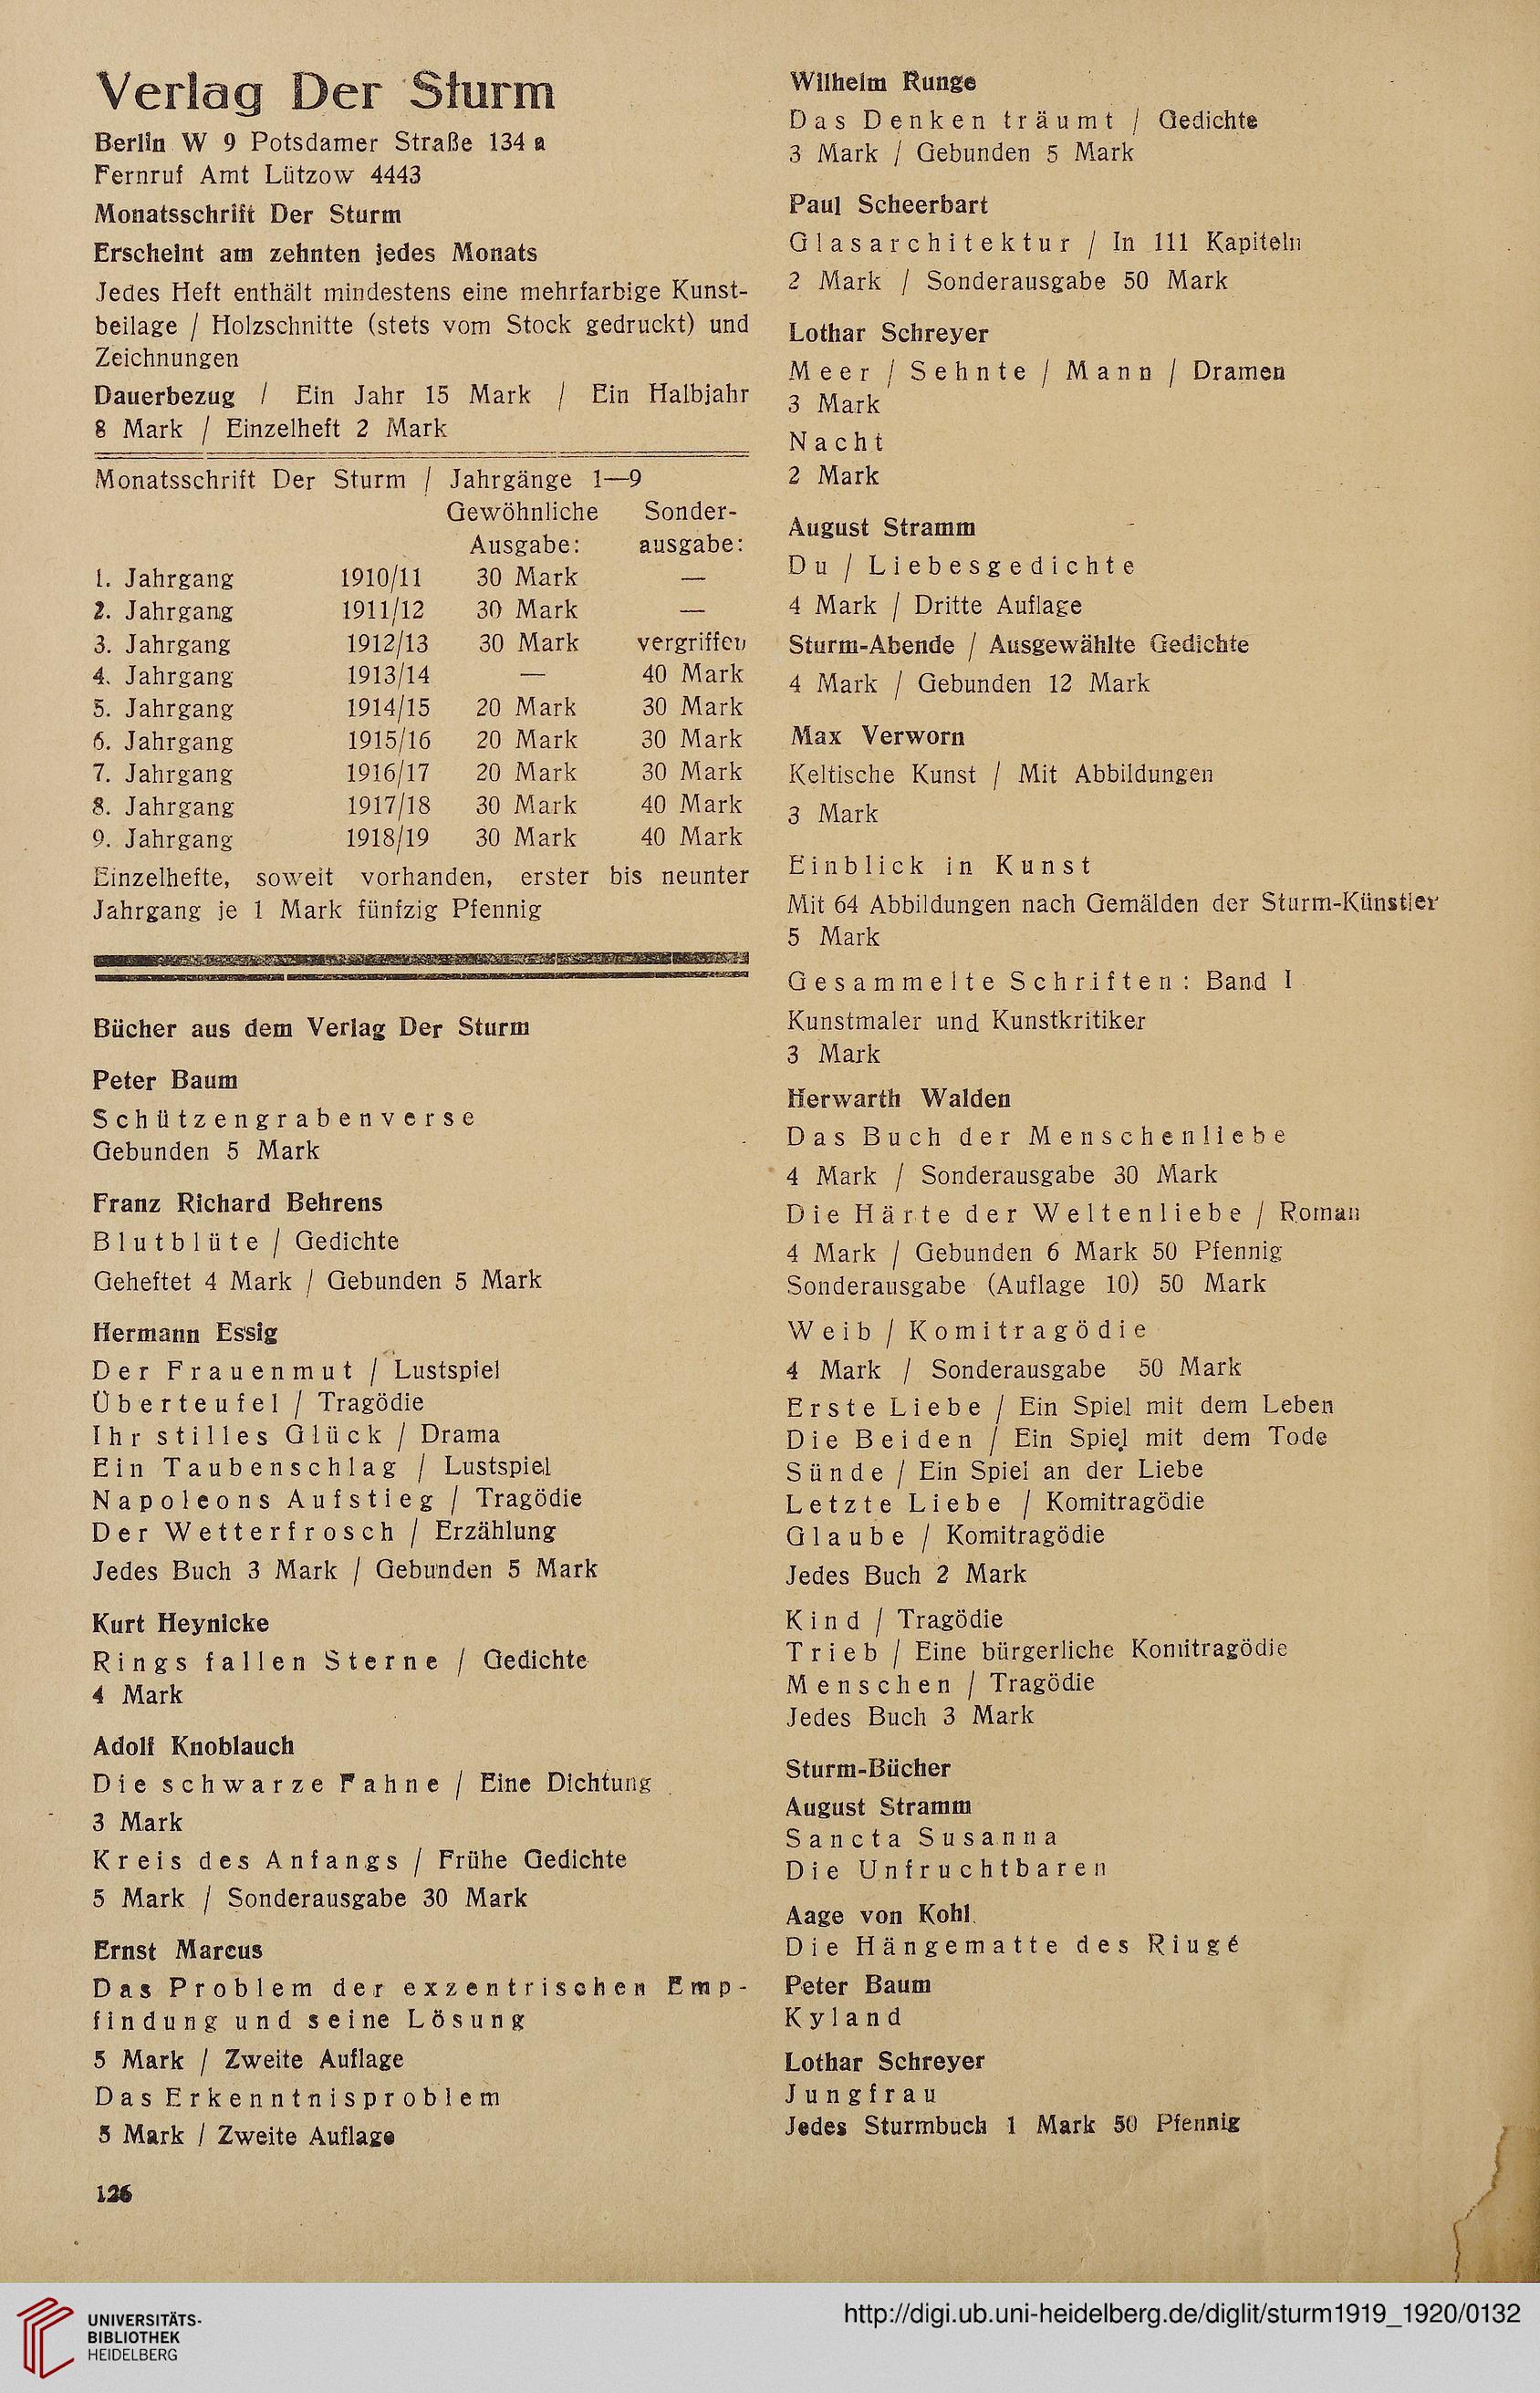 Verlag Der Sturm
Berlin W 9 Potsdamer Straße 134 a
Fernruf Amt Lützow 4443
Monatsschrift Der Sturm
Erscheint am zehnten jedes Monats
Jedes Heft enthält mindestens eine mehrfarbige Kunst-
beilage / Holzschnitte (stets vom Stock gedruckt) und
Zeichnungen
Dauerbezug / Ein Jahr 15 Mark / Ein Halbjahr
8 Mark / Einzelheft 2 Mark
Monatsschrift Der Sturm / Jahrgänge 1—9
Gewöhnliche Sonder-
Ausgabe: ausgabe:
1. Jahrgang 1910/11 30 Mark —
2. Jahrgang 1911/12 30 Mark —
3. Jahrgang 1912/13 30 Mark vergriffen
4. Jahrgang 1913/14 — 40 Mark
5. Jahrgang 1914/15 20 Mark 30 Mark
6. Jahrgang 1915/16 20 Mark 30 Mark
7. Jahrgang 1916/17 20 Mark 30 Mark
8. Jahrgang 1917/18 30 Mark 40 Mark
9. Jahrgang 1918/19 30 Mark 40 Mark
Einzelhefte, soweit vorhanden, erster bis neunter
Jahrgang je 1 Mark fünfzig Pfennig
Bücher aus dem Verlag Der Sturm
Peter Baum
Schützengrabenverse
Gebunden 5 Mark
Franz Richard Behrens
Blutblüte / Gedichte
Geheftet 4 Mark / Gebunden 5 Mark
Hermann Essig
Der Frauenmut / Lustspiel
Überteufel / Tragödie
Ihr stilles Glück / Drama
Ein Taubenschlag / Lustspiel
Napoleons Aufstieg / Tragödie
Der Wetterfrosch / Erzählung
Jedes Buch 3 Mark / Gebunden 5 Mark
Kurt Heynicke
Rings fallen Sterne / Gedichte
4 Mark
Adolf Knoblauch
Die schwarze Fahne / Eine Dichtung
3 Mark
Kreis des Anfangs / Frühe Gedichte
5 Mark / Sonderausgabe 30 Mark
Ernst Marcus
Das Problem der exzentrischen Emp-
findung und seine Lösung
5 Mark / Zweite Auflage
Das Erkenntnisproblem
5 Mark / Zweite Auflage
126
Wilhelm Runge
Das Denken träumt / Gedichte
3 Mark / Gebunden 5 Mark
Paul Scheerbart
Glasarchitektur / In 111 Kapiteln
2 Mark / Sonderausgabe 50 Mark
Lothar Schreyer
Meer / Sehnte / Mann / Dramen
3 Mark
Nacht
2 Mark
August Stramm
Du / Liebesgedichte
4 Mark / Dritte Auflage
Sturm-Abende / Ausgewählte Gedichte
4 Mark / Gebunden 12 Mark
Max Verworn
Keltische Kunst / Mit Abbildungen
3 Mark
Einblick in Kunst
Mit 64 Abbildungen nach Gemälden der Sturm-Künstler
5 Mark
Gesammelte Schriften: Band I
Kunstmaler und Kunstkritiker
3 Mark
Herwarth Walden
Das Buch der Menschenliebe
4 Mark / Sonderausgabe 30 Mark
Die Härte der Weltenliebe / Roman
4 Mark / Gebunden 6 Mark 50 Pfennig
Sonderausgabe (Auflage 10) 50 Mark
Weib / Komitragödie
4 Mark / Sonderausgabe 50 Mark
Erste Liebe / Ein Spiel mit dem Leben
Die Beiden / Ein Spiel mit dem Tode
Sünde / Ein Spiel an der Liebe
Letzte Liebe / Komitragödie
Glaube / Komitragödie
Jedes Buch 2 Mark
Kind / Tragödie
Trieb / Eine bürgerliche Komitragödie
Menschen / Tragödie
Jedes Buch 3 Mark
Sturm-Bücher
August Stramm
Sancta Susanna
Die Unfruchtbaren
Aage von Kohl
Die Hängematte des Riugé
Peter Baum
Kyland
Lothar Schreyer
Jungfrau
Jedes Sturmbuch 1 Mark 50 Pfennig
UNIVERSITÄTS-
BIBLIOTHEK
HEIDELBERG
http://digi.ub.uni-heidelberg.de/diglit/sturm1919_1920/0132